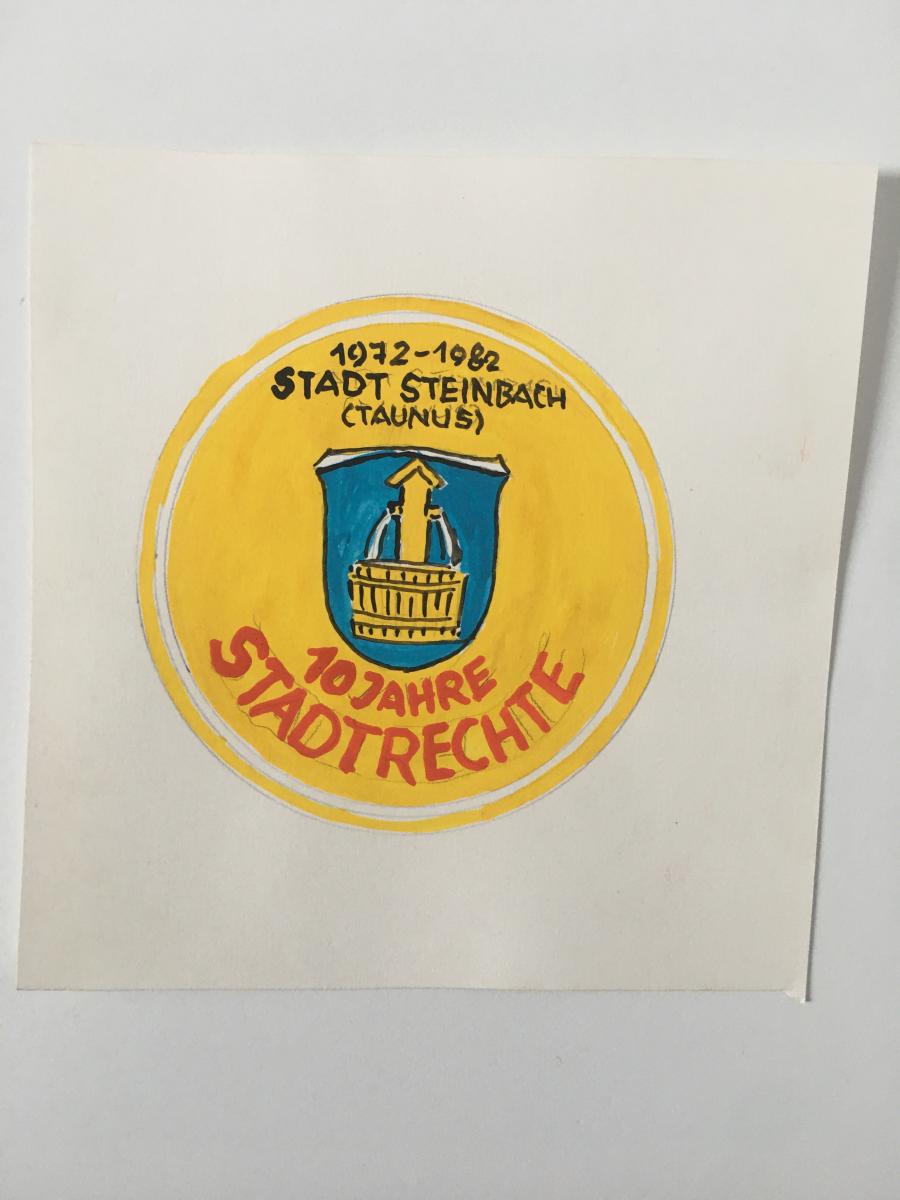 1972-1982
STADT STEINBACH
(TAUNUS)
10 JAHRE
STADTRECHTE